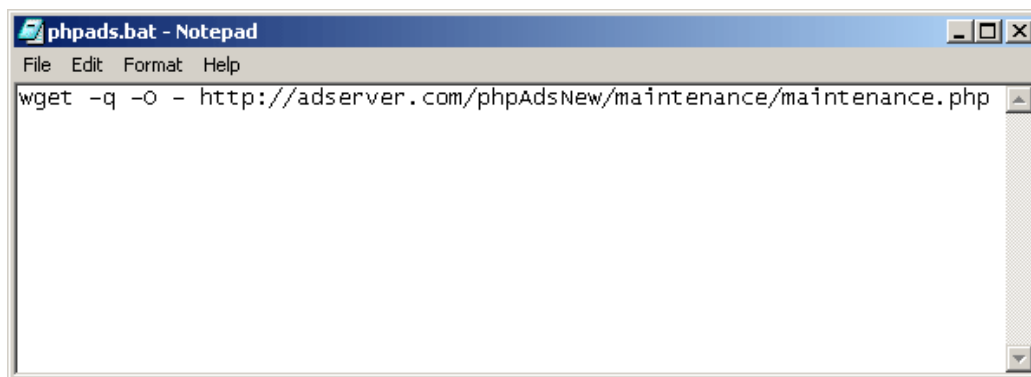 phpads.bat - Notepad
File Edit Format Help
wget -q -O - http://adserver.com/phpAdsNew/maintenance/maintenance.php